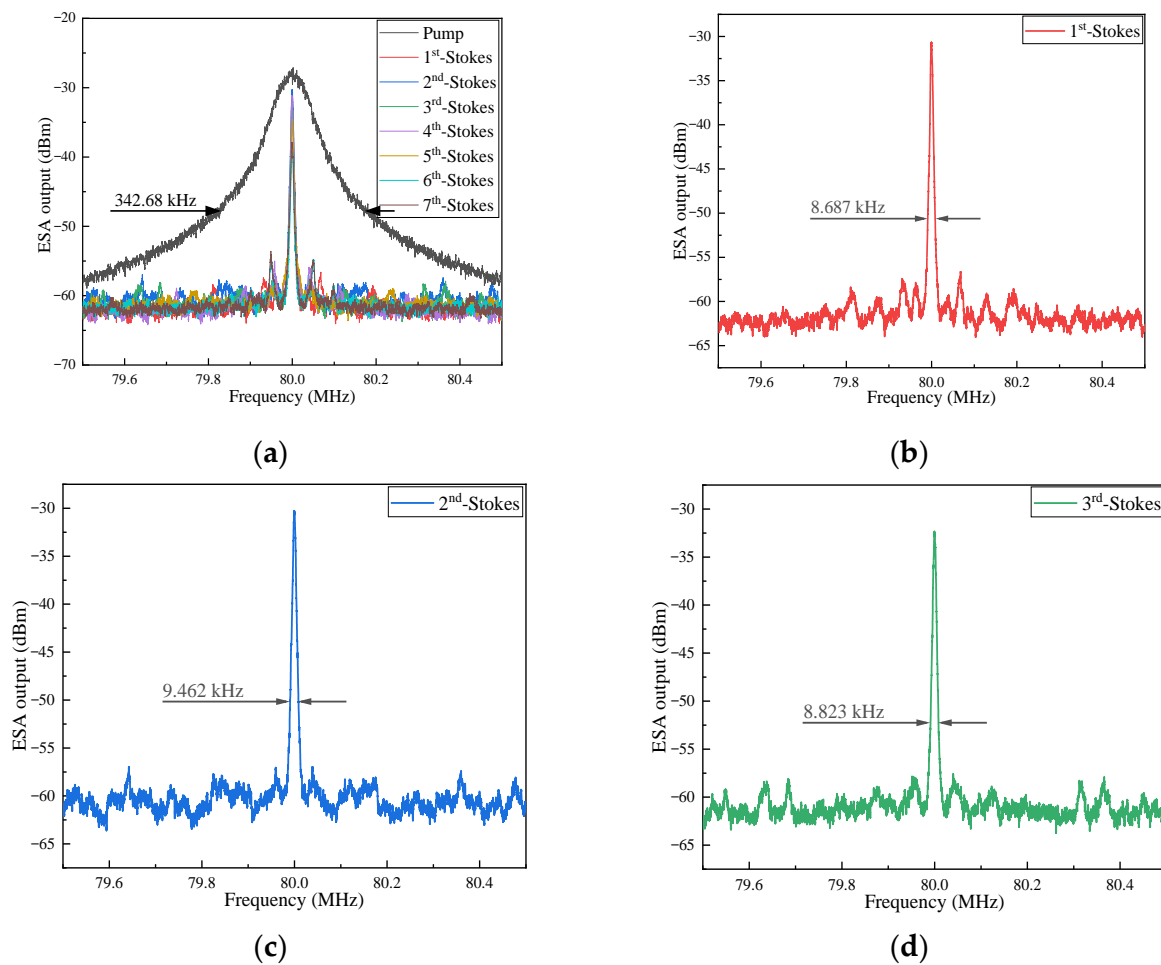 −20
−30
−40
−50
−60
−70
ESA output (dBm)
79.6
79.8
80.0
80.2
80.4
Frequency (MHz)
Pump
1st-Stokes
2nd-Stokes
3rd-Stokes
4th-Stokes
5th-Stokes
6th-Stokes
7th-Stokes
342.68 kHz
(a)
−30
−35
−40
−45
−50
−55
−60
−65
ESA output (dBm)
79.6
79.8
80.0
80.2
80.4
Frequency (MHz)
1st-Stokes
8.687 kHz
(b)
−30
−35
−40
−45
−50
−55
−60
−65
ESA output (dBm)
79.6
79.8
80.0
80.2
80.4
Frequency (MHz)
2nd-Stokes
9.462 kHz
(c)
−30
−35
−40
−45
−50
−55
−60
−65
ESA output (dBm)
79.6
79.8
80.0
80.2
80.4
Frequency (MHz)
3rd-Stokes
8.823 kHz
(d)